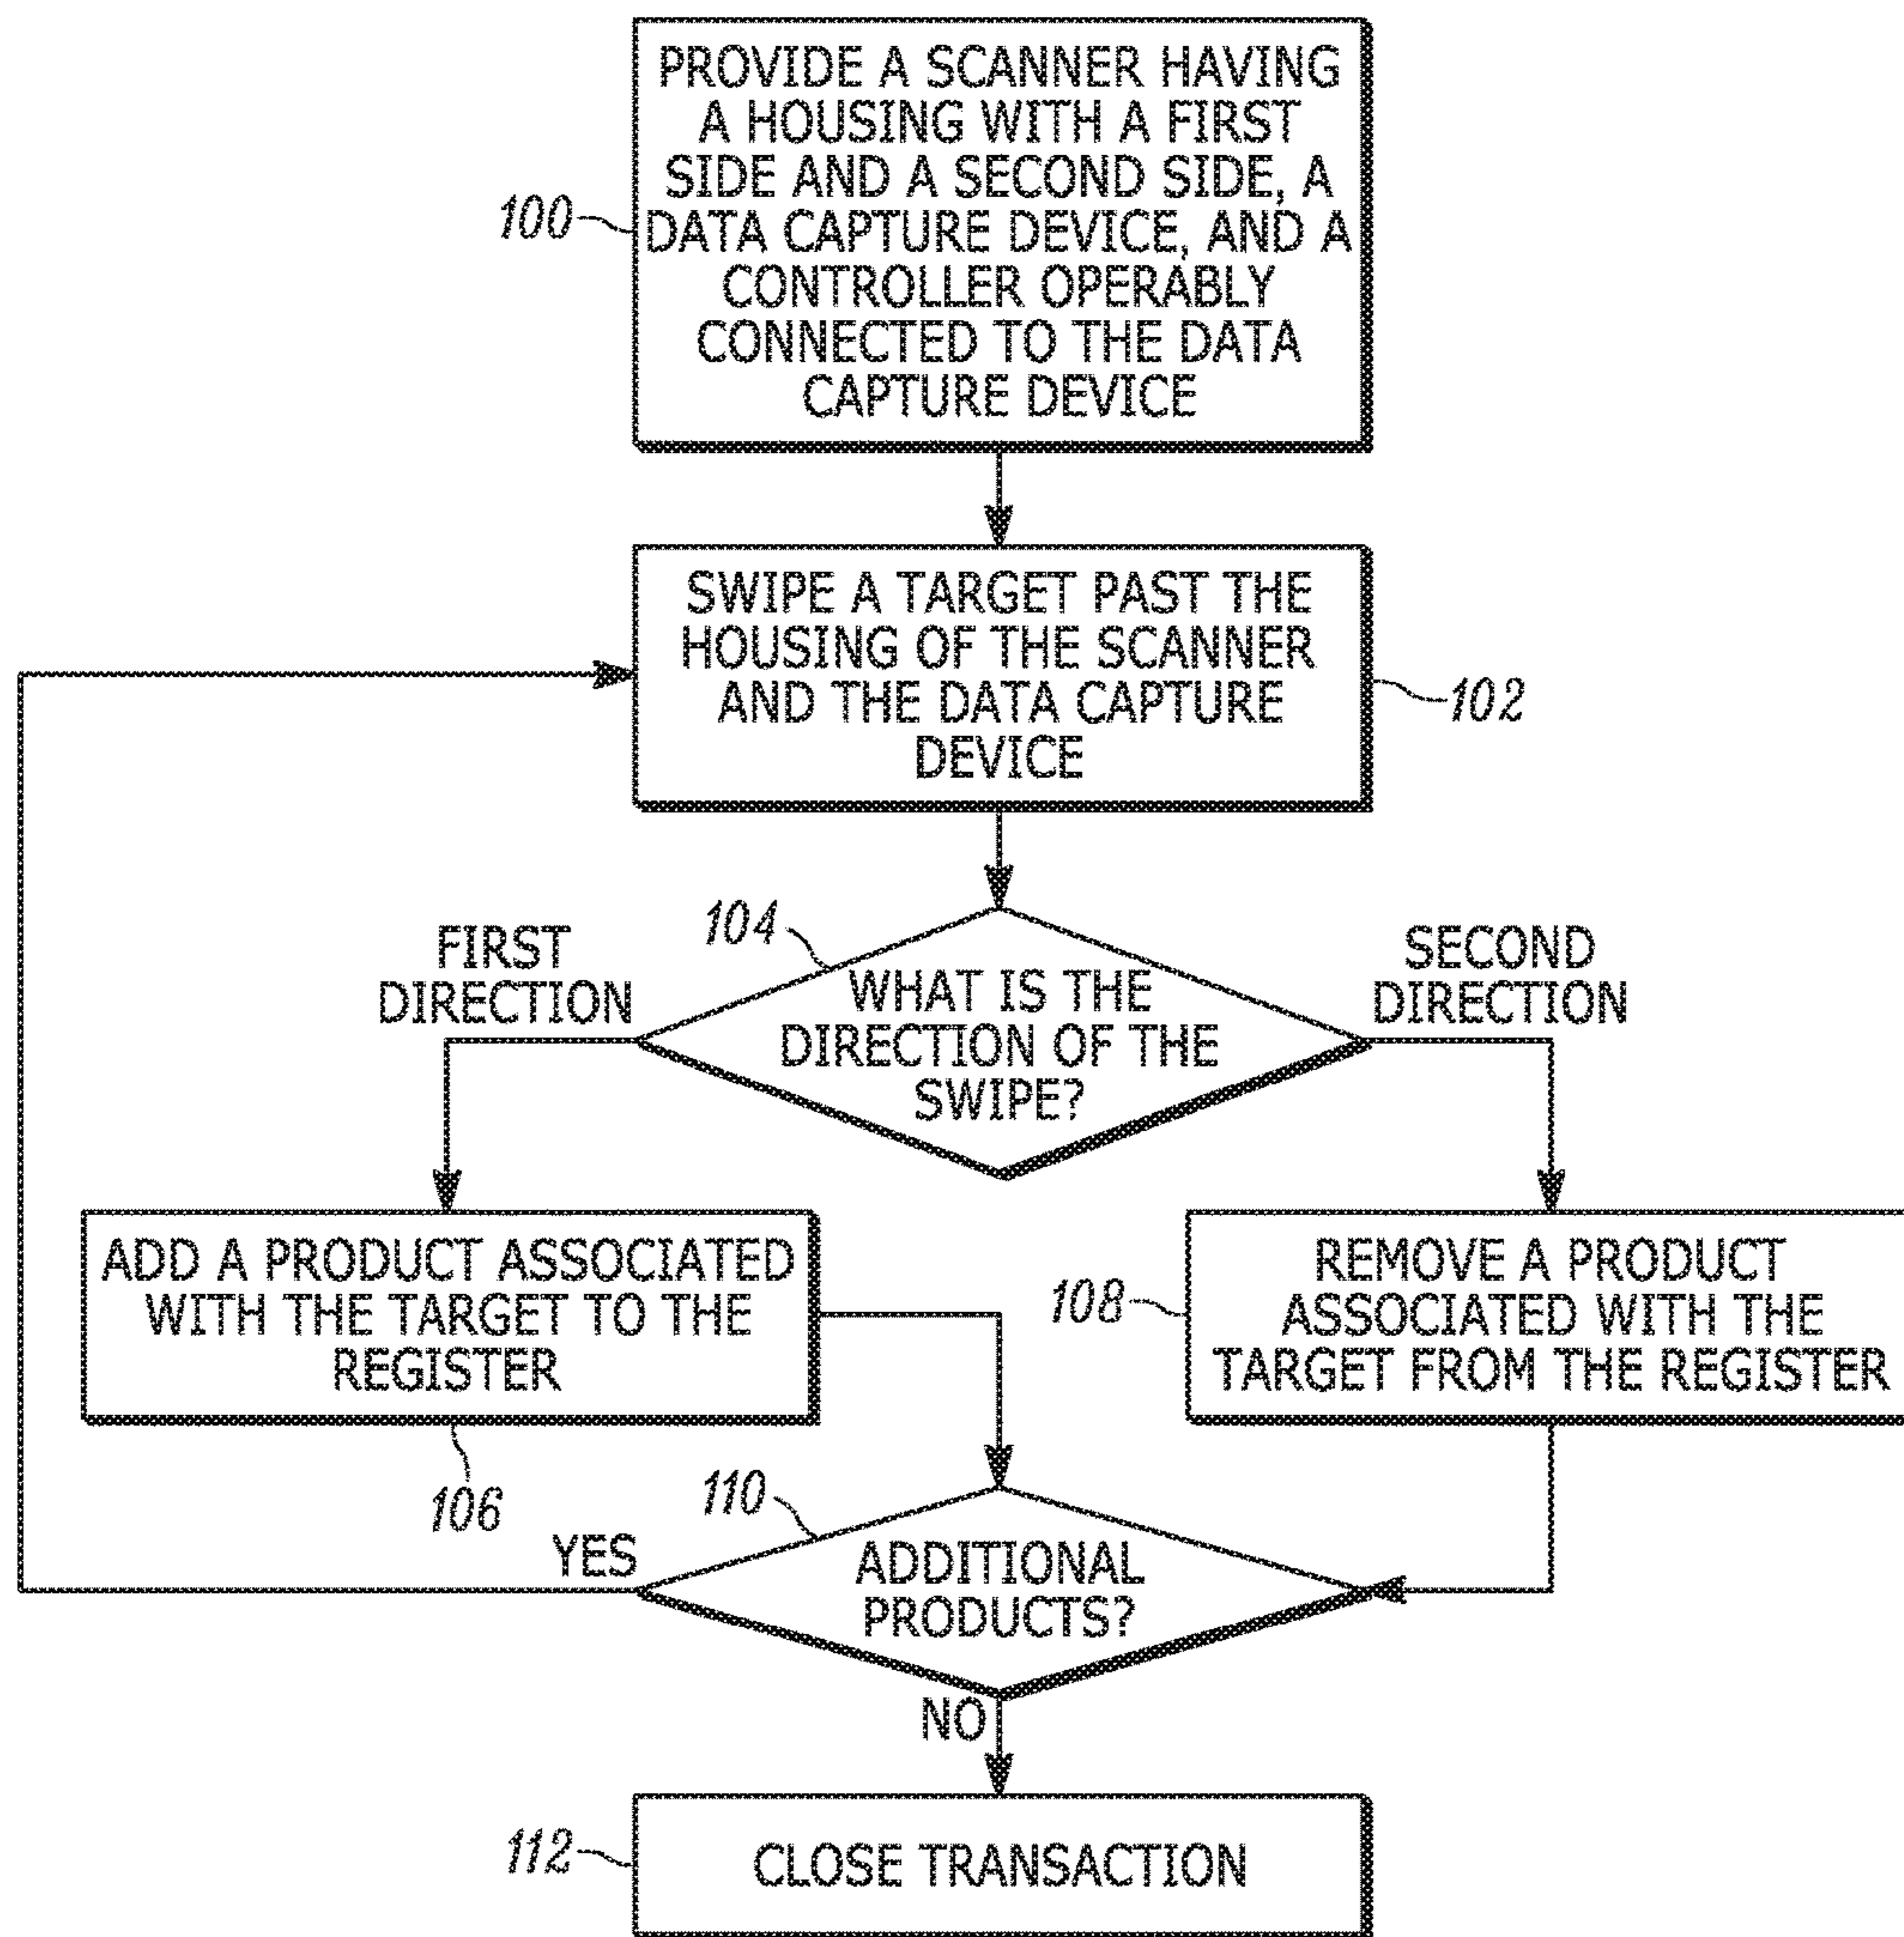 PROVIDE A SCANNER HAVING
A HOUSING WITH A FIRST
SIDE AND A SECOND SIDE, A
DATA CAPTURE DEVICE, AND A
CONTROLLER OPERABLY
CONNECTED TO THE DATA
CAPTURE DEVICE
100
SWIPE A TARGET PAST THE
HOUSING OF THE SCANNER
AND THE DATA CAPTURE
DEVICE
102
104
FIRST
DIRECTION
WHAT IS THE
DIRECTION OF THE
SWIPE?
SECOND
DIRECTION
ADD A PRODUCT ASSOCIATED
WITH THE TARGET TO THE
REGISTER
106
108
REMOVE A PRODUCT
ASSOCIATED WITH THE
TARGET FROM THE REGISTER
110
YES
ADDITIONAL
PRODUCTS?
NO
112
CLOSE TRANSACTION